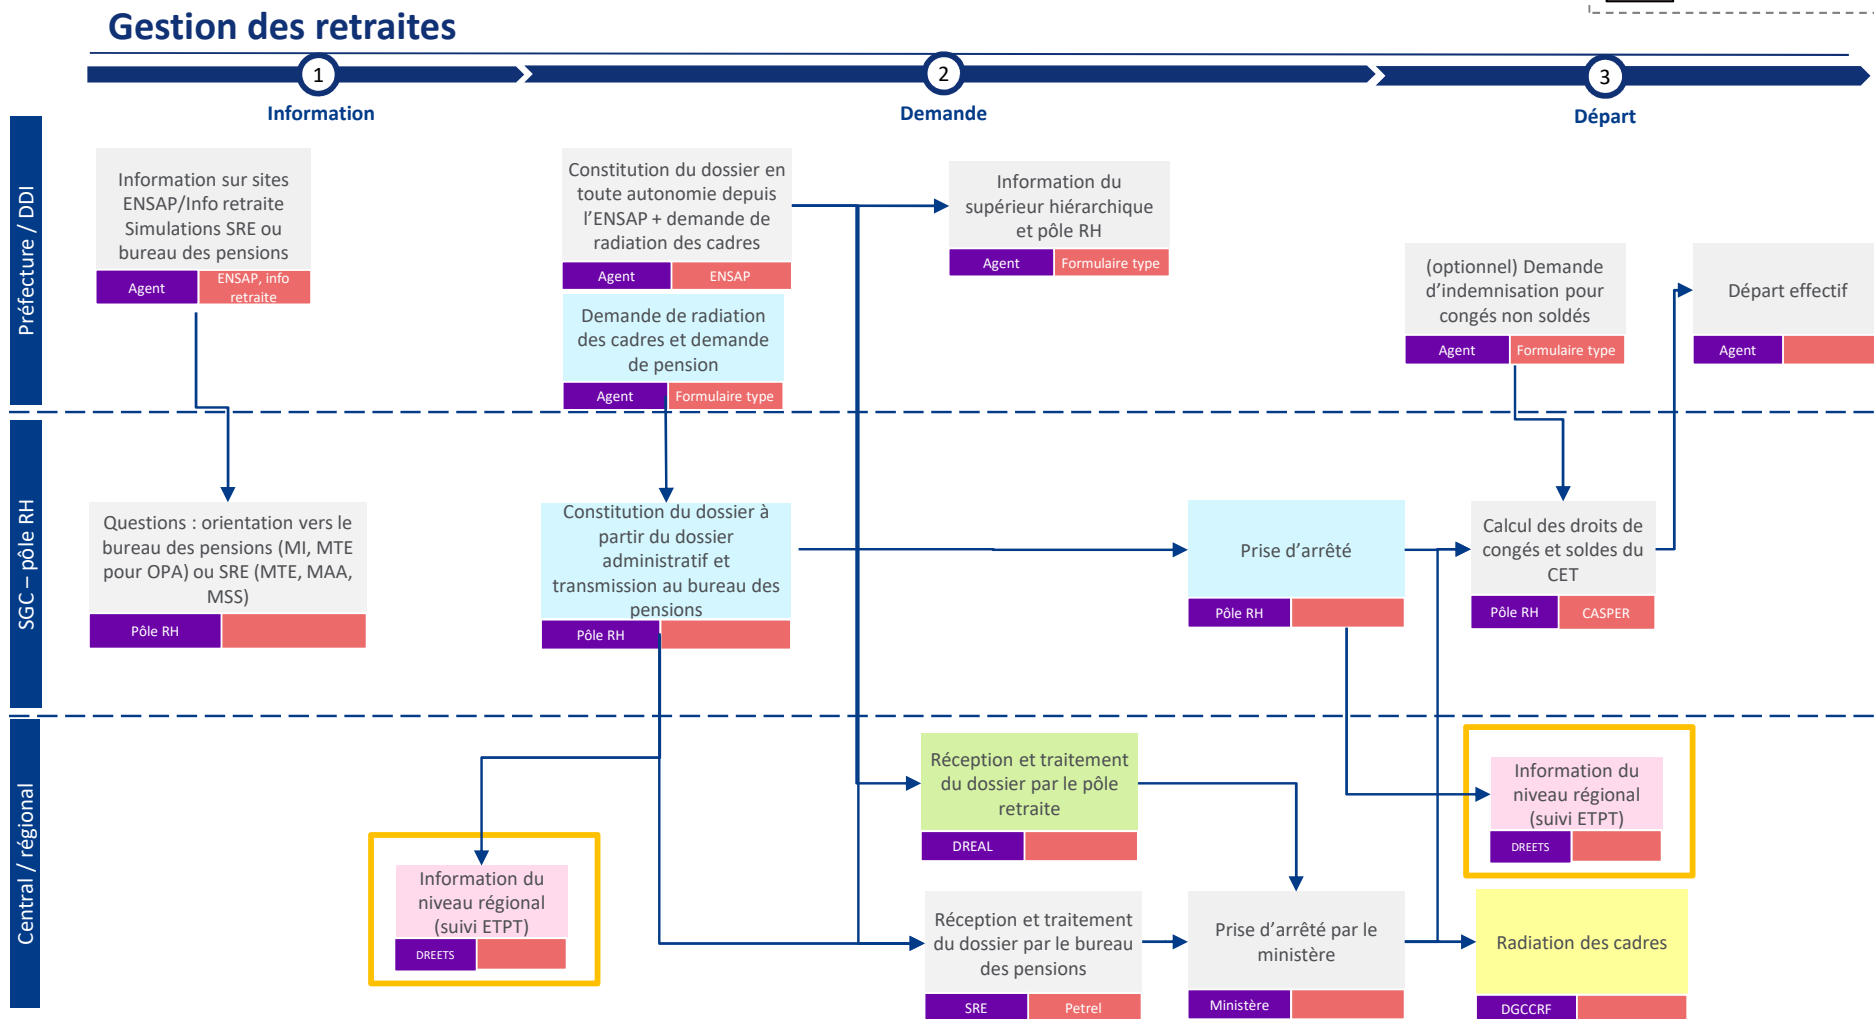 Gestion des retraites
1
2
3
Information
Demande
Départ
Préfecture / DDI
Information sur sites
ENSAP/Info retraite
Simulations SRE ou
bureau des pensions
Agent
ENSAP, info
retraite
Constitution du dossier en
toute autonomie depuis
l'ENSAP + demande de
radiation des cadres
Agent
ENSAP
Demande de radiation
des cadres et demande
de pension
Agent
Formulaire type
Information du
supérieur hiérarchique
et pôle RH
Agent
Formulaire type
(optionnel) Demande
d'indemnisation pour
congés non soldés
Agent
Formulaire type
Départ effectif
Agent
SGC – pôle RH
Questions : orientation vers le
bureau des pensions (MI, MTE
pour OPA) ou SRE (MTE, MAA,
MSS)
Pôle RH
Constitution du dossier à
partir du dossier
administratif et
transmission au bureau des
pensions
Pôle RH
Prise d'arrêté
Pôle RH
Calcul des droits de
congés et soldes du
CET
Pôle RH
CASPER
Central / régional
Information du
niveau régional
(suivi ETPT)
DREETS
Réception et traitement
du dossier par le pôle
retraite
DREAL
Réception et traitement
du dossier par le bureau
des pensions
SRE
Petrel
Prise d'arrêté par le
ministère
Ministère
Information du
niveau régional
(suivi ETPT)
DREETS
Radiation des cadres
DGCCRF